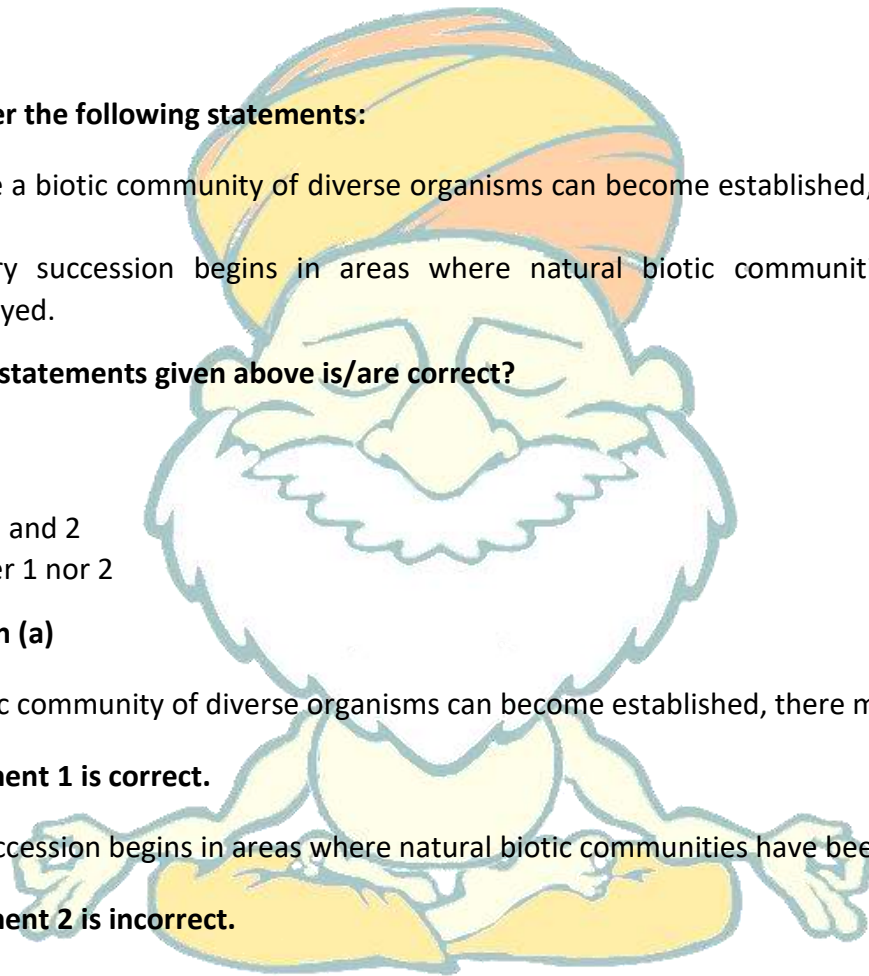 er the following statements:
e a biotic community of diverse organisms can become established,
ry succession begins in areas where natural biotic communit
yed.
statements given above is/are correct?
and 2
er 1 nor 2
n (a)
c community of diverse organisms can become established, there m
ment 1 is correct.
ccession begins in areas where natural biotic communities have bee
ment 2 is incorrect.